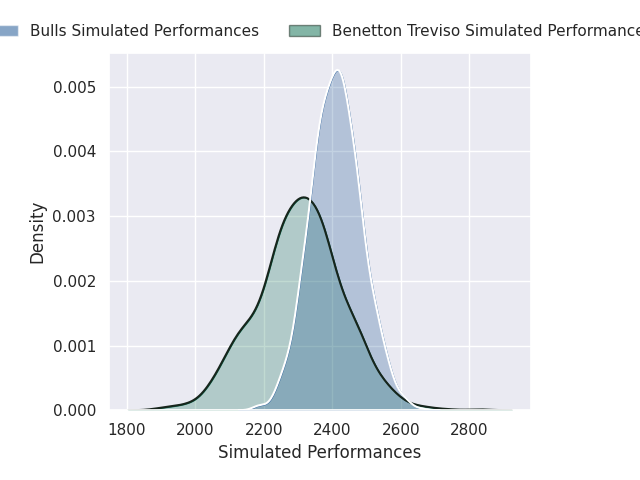 Bulls Simulated Performances Benetton Treviso Simulated Performance
0.005
0.004
0.003
0.002
0.001
0.000
Density
1800 2000 2200 2400 2600 2800
Simulated Performances